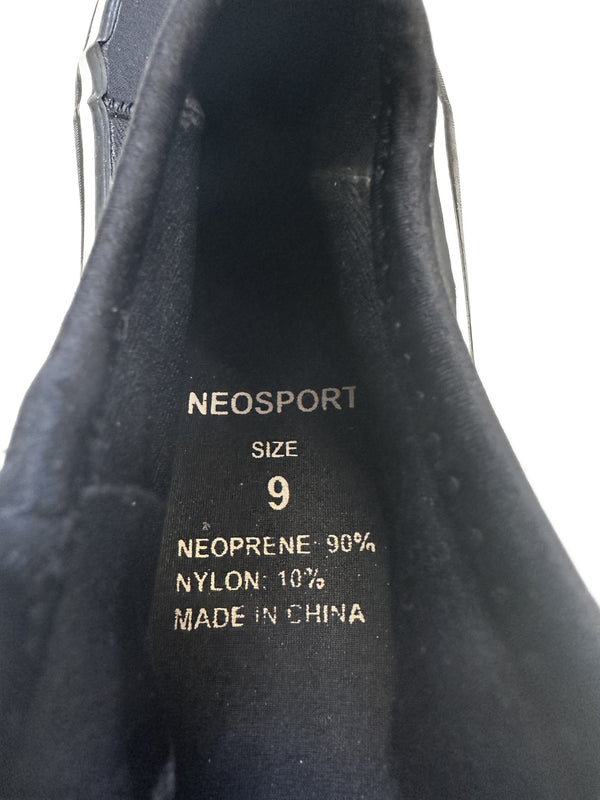 NEOSPORT
SIZE
9
NEOPRENE: 90%
NYLON: 10%
MADE IN CHINA